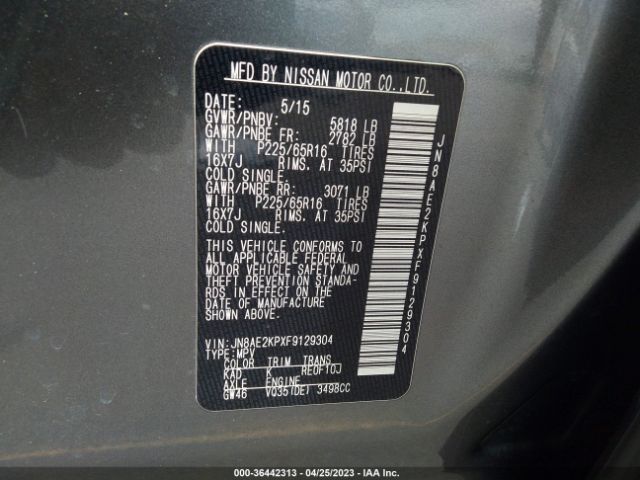 MFD BY NISSAN MOTOR CO.,LTD.
DATE: 5/15
GVWR/PNBV: 5818 LB
GAWR/PNBE FR: 2782 LB
WITH P225/65R16 TIRES
16X7J RIMS. AT 35PSI
COLD SINGLE.
GAWR/PNBE RR: 3071 LB
WITH P225/65R16 TIRES
16X7J RIMS. AT 35PSI
COLD SINGLE.
THIS VEHICLE CONFORMS TO
ALL APPLICABLE FEDERAL
MOTOR VEHICLE SAFETY AND
THEFT PREVENTION STANDA-
RDS IN EFFECT ON THE
DATE OF MANUFACTURE
SHOWN ABOVE.
VIN:JN8AE2KPXF9129304
TYPE:MPV
COLOR TRIM TRANS
KAD K RE0F10J
AXLE ENGINE
GW46 VQ35(DE) 3498CC
JN8AE2KPXF9129304
000-36442313 - 04/25/2023 - IAA Inc.